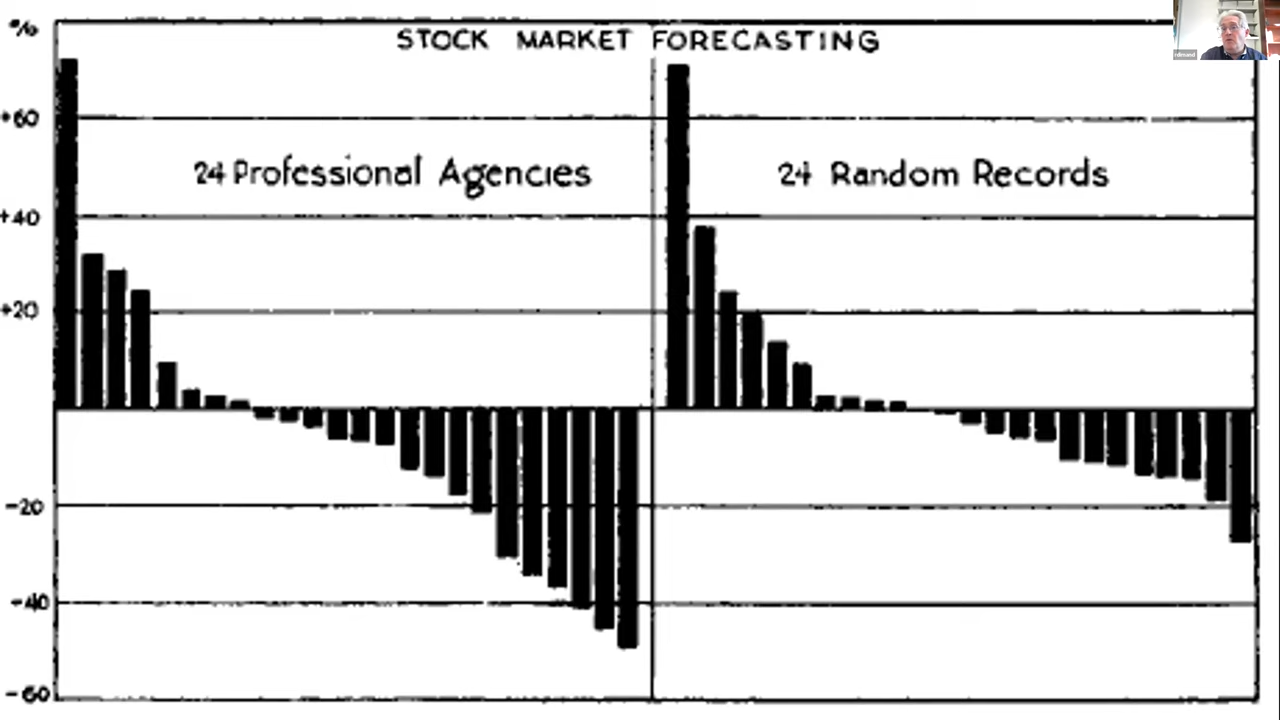 %
STOCK MARKET FORECASTING
+60
24 Professional Agencies
24 Random Records
+40
+20
-20
-40
-60